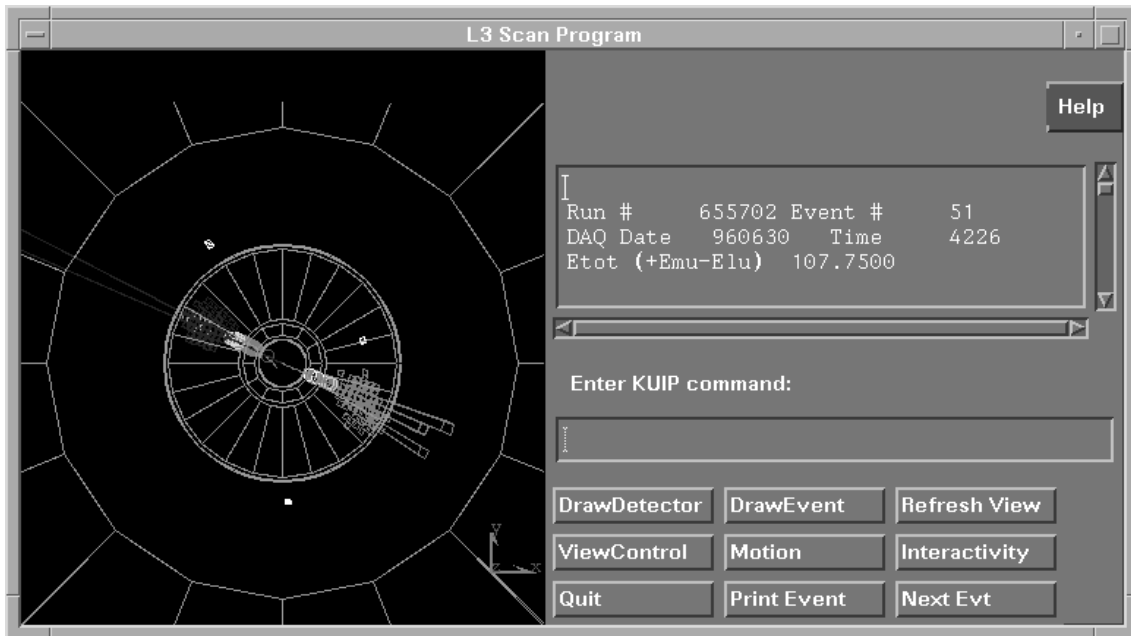 L3 Scan Program
Help
Run # 655702 Event # 51
DAQ Date 960630 Time 4226
Etot (+Emu-Elu) 107.7500
Enter KUIP command:
DrawDetector DrawEvent Refresh View
ViewControl Motion Interactivity
Quit Print Event Next Evt
Y
Z X